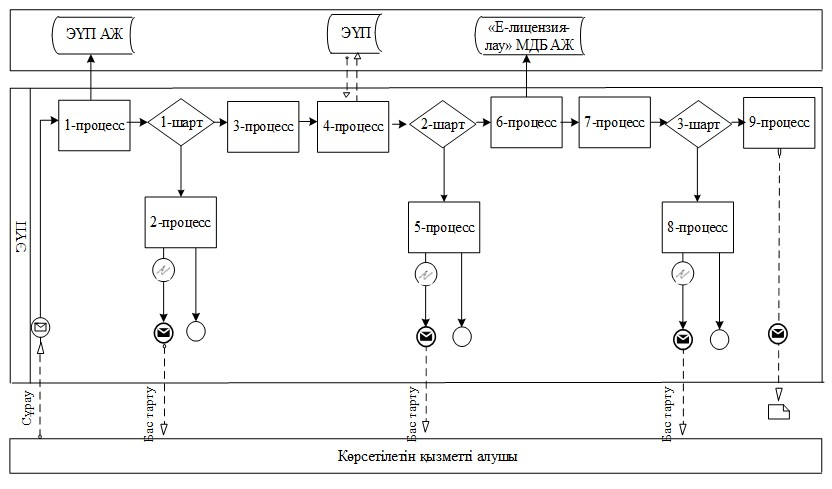 ЭҮП АЖ
ЭҮП
«Е-лицензия-
лау» МДБ АЖ
ЭҮП
1-процесс
1-шарт
3-процесс
4-процесс
2-шарт
6-процесс
7-процесс
3-шарт
9-процесс
2-процесс
5-процесс
8-процесс
Сұрау
Бас тарту
Бас тарту
Бас тарту
Көрсетілетін қызметті алушы